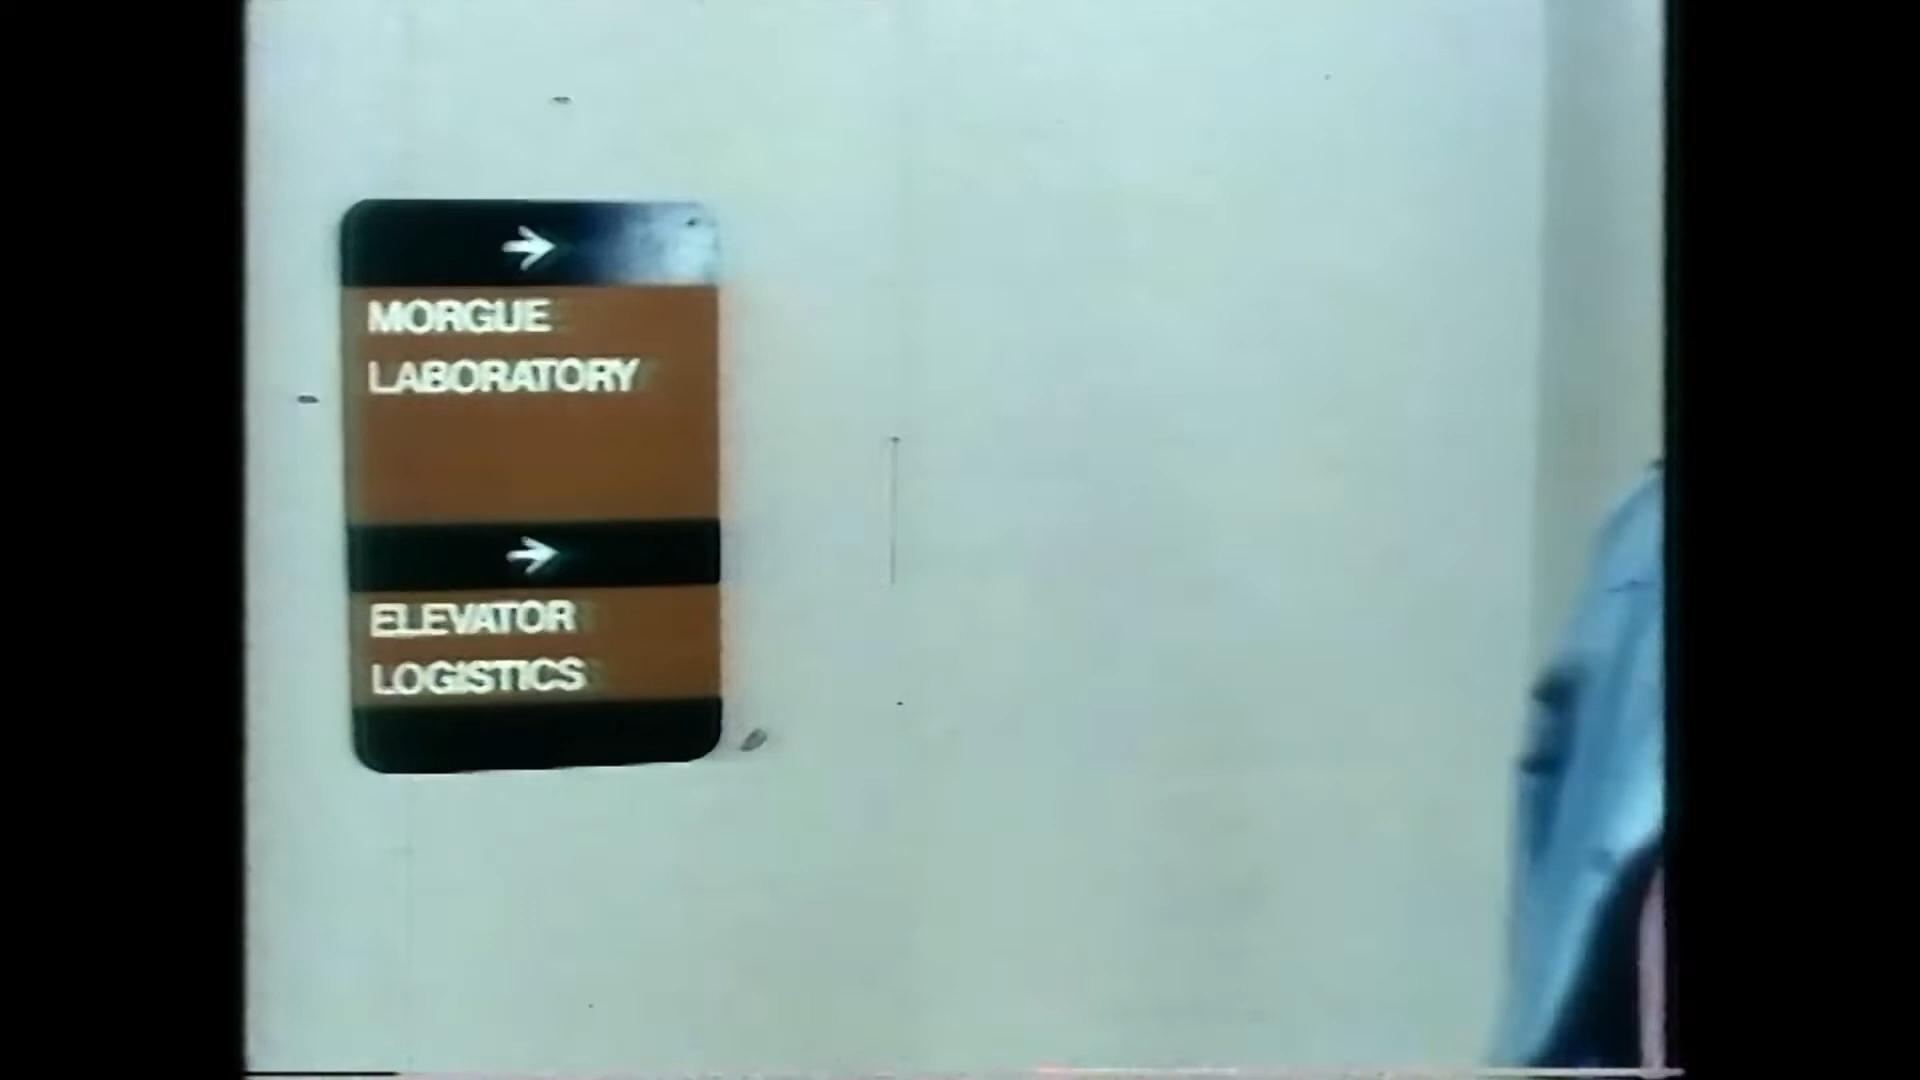 →
MORGUE
LABORATORY
→
ELEVATOR
LOGISTICS